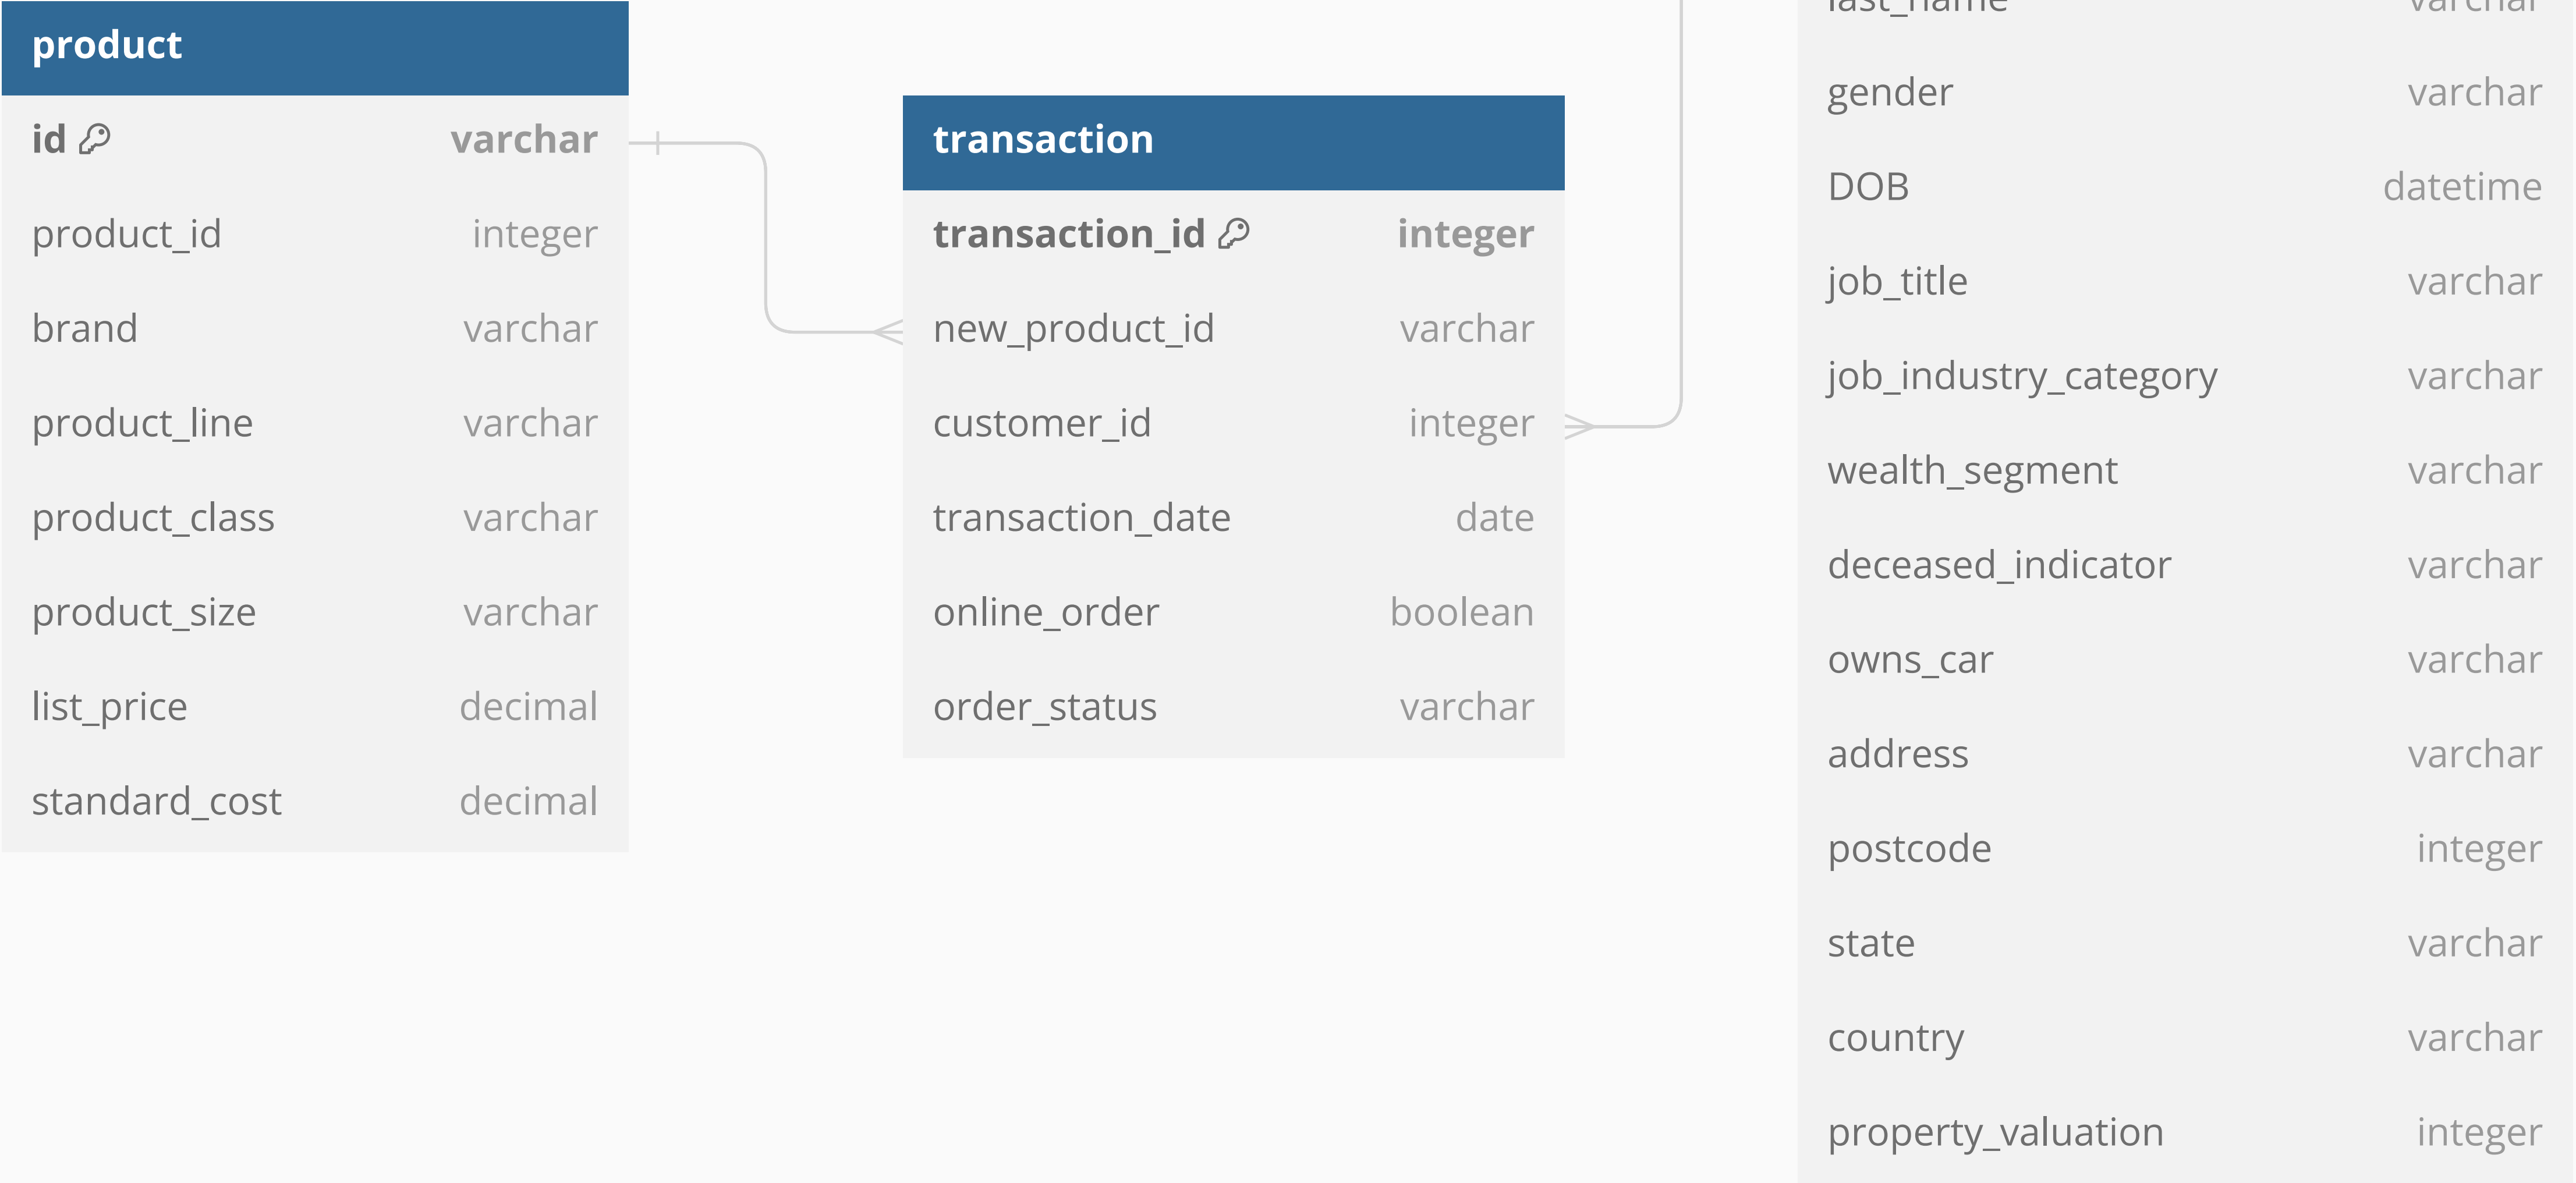 product
id varchar
product_id integer
brand varchar
product_line varchar
product_class varchar
product_size varchar
list_price decimal
standard_cost decimal
transaction
transaction_id integer
new_product_id varchar
customer_id integer
transaction_date date
online_order boolean
order_status varchar
last_name varchar
gender varchar
DOB datetime
job_title varchar
job_industry_category varchar
wealth_segment varchar
deceased_indicator varchar
owns_car varchar
address varchar
postcode integer
state varchar
country varchar
property_valuation integer